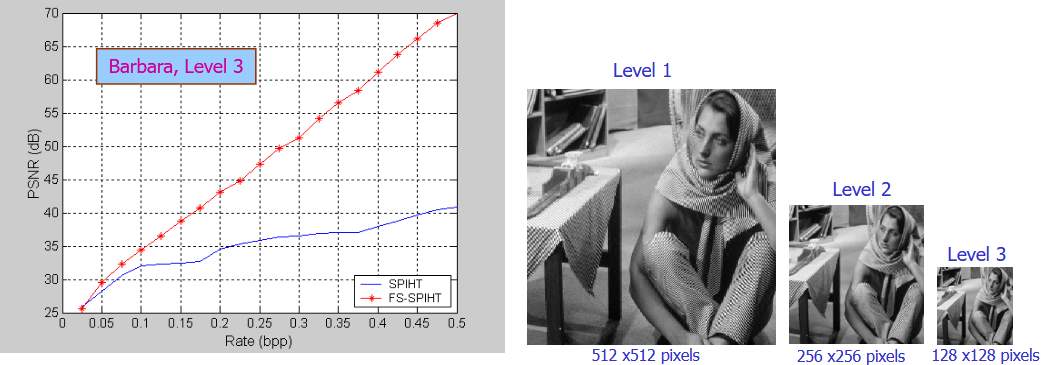 70
65
60
55
50
45
40
35
30
25
PSNR (dB)
Barbara, Level 3
SPIHT
FS-SPIHT
0 0.05 0.1 0.15 0.2 0.25 0.3 0.35 0.4 0.45 0.5
Rate (bpp)
Level 1
512 x512 pixels
Level 2
256 x256 pixels
Level 3
128 x128 pixels